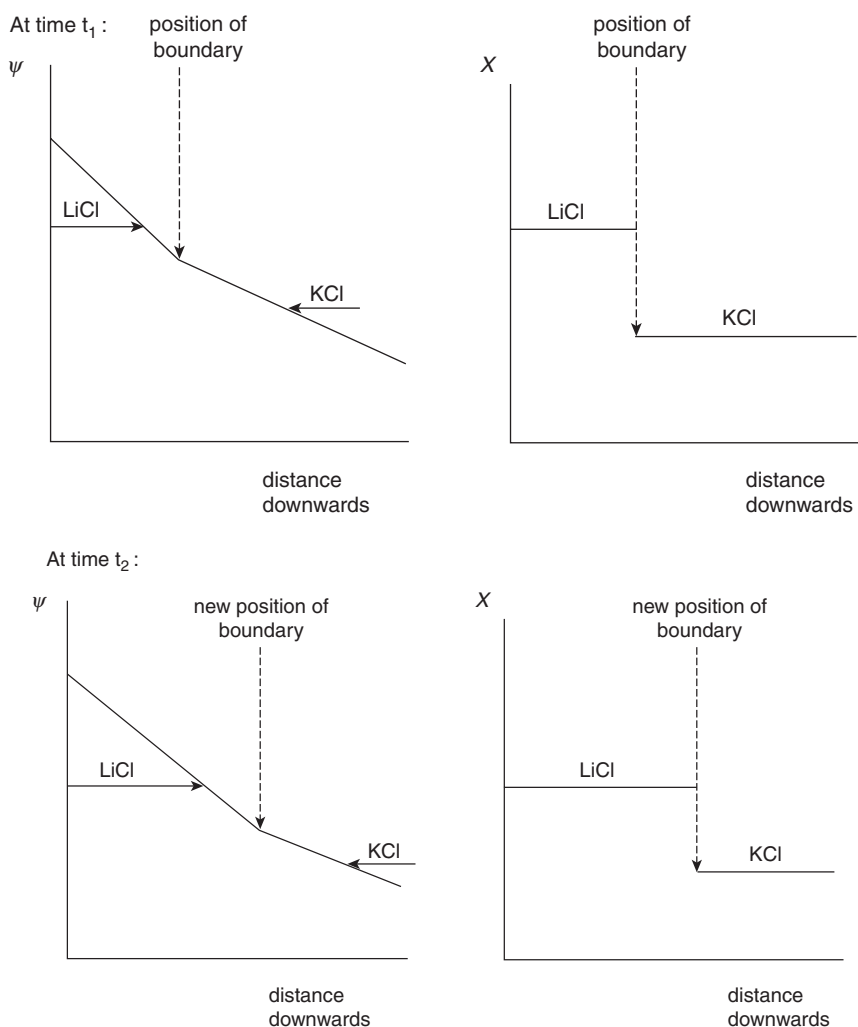 At time t₁ :
position of
boundary
ψ
LiCl
KCl
distance
downwards
position of
boundary
X
LiCl
KCl
distance
downwards
At time t₂ :
new position of
boundary
ψ
LiCl
KCl
distance
downwards
new position of
boundary
X
LiCl
KCl
distance
downwards